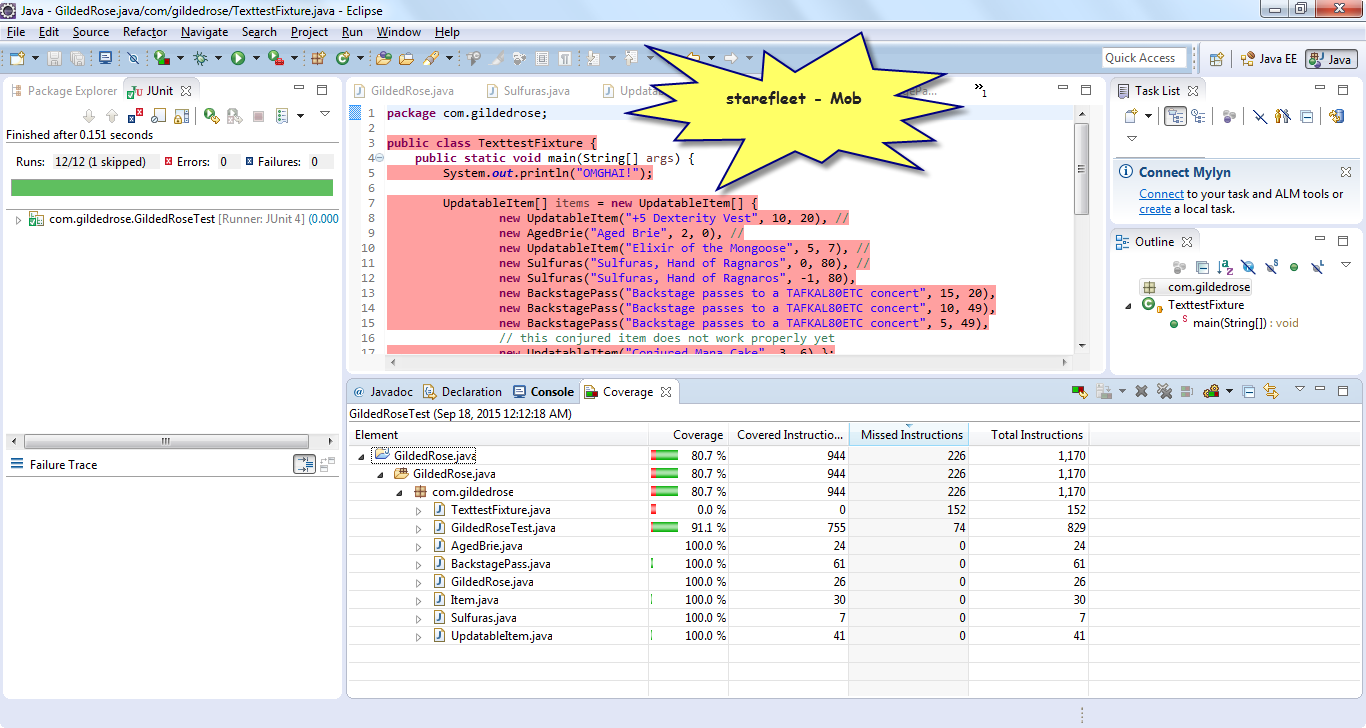 Java - GildedRose.java/com/gildedrose/TexttestFixture.java - Eclipse
File Edit Source Refactor Navigate Search Project Run Window Help
Quick Access Java EE Java
starefleet - Mob
Package Explorer JUnit
Finished after 0.151 seconds
Runs: 12/12 (1 skipped) Errors: 0 Failures: 0
com.gildedrose.GildedRoseTest [Runner: JUnit 4] (0.000
Failure Trace
GildedRose.java Sulfuras.java
1 package com.gildedrose;
2
3 public class TexttestFixture {
4 public static void main(String[] args) {
5 System.out.println("OMGHAI!");
6
7 UpdatableItem[] items = new UpdatableItem[] {
8 new UpdatableItem("+5 Dexterity Vest", 10, 20), //
9 new AgedBrie("Aged Brie", 2, 0), //
10 new UpdatableItem("Elixir of the Mongoose", 5, 7), //
11 new Sulfuras("Sulfuras, Hand of Ragnaros", 0, 80), //
12 new Sulfuras("Sulfuras, Hand of Ragnaros", -1, 80),
13 new BackstagePass("Backstage passes to a TAFKAL80ETC concert", 15, 20),
14 new BackstagePass("Backstage passes to a TAFKAL80ETC concert", 10, 49),
15 new BackstagePass("Backstage passes to a TAFKAL80ETC concert", 5, 49),
16 // this conjured item does not work properly yet
17 new UpdatableItem("Conjured Mana Cake", 3, 6) };
Task List
Connect Mylyn
Connect to your task and ALM tools or
create a local task.
Outline
com.gildedrose
TexttestFixture
main(String[]) : void
Javadoc Declaration Console Coverage
GildedRoseTest (Sep 18, 2015 12:12:18 AM)
Element Coverage Covered Instructio... Missed Instructions Total Instructions
GildedRose.java 80.7 % 944 226 1,170
GildedRose.java 80.7 % 944 226 1,170
com.gildedrose 80.7 % 944 226 1,170
TexttestFixture.java 0.0 % 0 152 152
GildedRoseTest.java 91.1 % 755 74 829
AgedBrie.java 100.0 % 24 0 24
BackstagePass.java 100.0 % 61 0 61
GildedRose.java 100.0 % 26 0 26
Item.java 100.0 % 30 0 30
Sulfuras.java 100.0 % 7 0 7
UpdatableItem.java 100.0 % 41 0 41